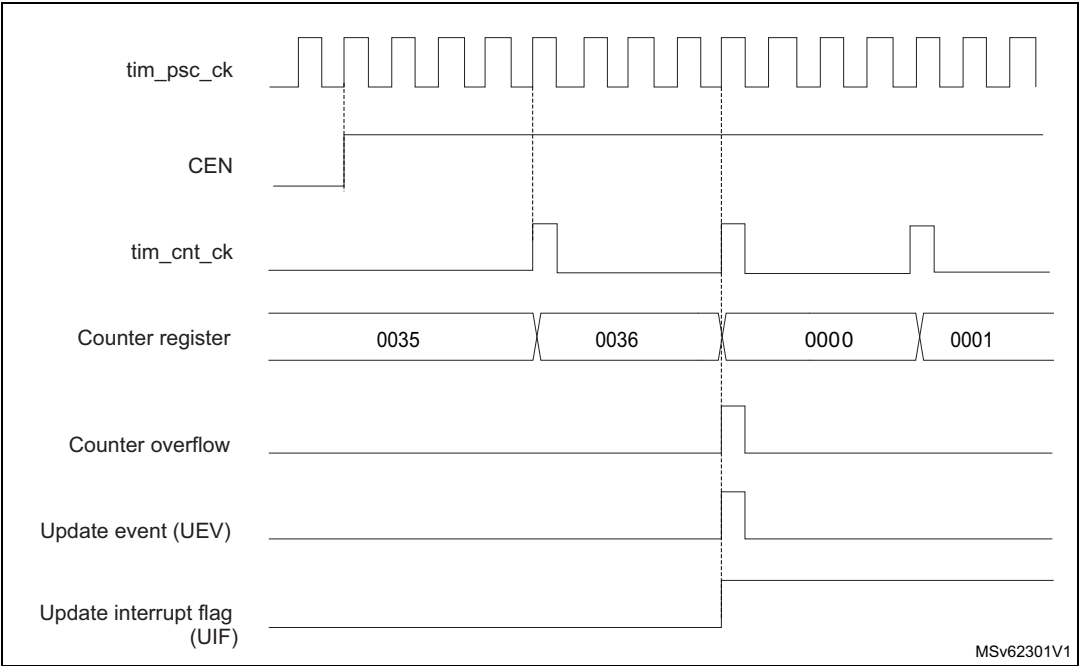 tim_psc_ck
CEN
tim_cnt_ck
Counter register
0035
0036
0000
0001
Counter overflow
Update event (UEV)
Update interrupt flag
(UIF)
MSv62301V1